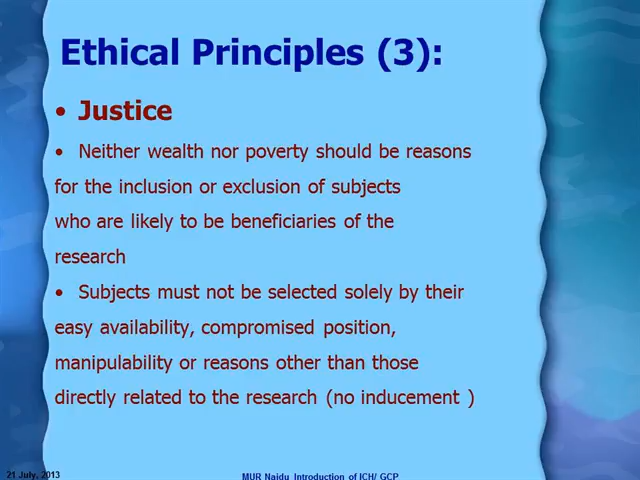 Ethical Principles (3):
• Justice
• Neither wealth nor poverty should be reasons
for the inclusion or exclusion of subjects
who are likely to be beneficiaries of the
research
• Subjects must not be selected solely by their
easy availability, compromised position,
manipulability or reasons other than those
directly related to the research (no inducement )
21 July, 2013
MUR Naidu Introduction of ICH/ GCP